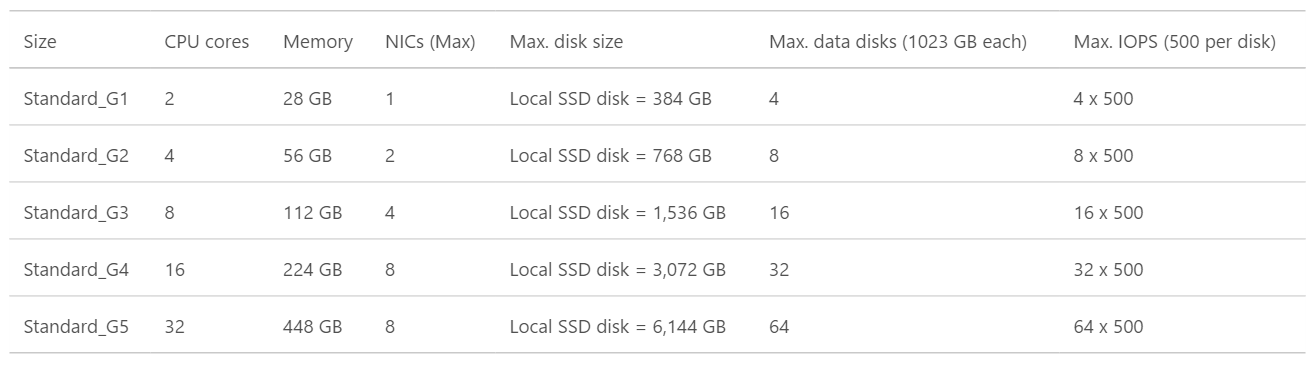 Size CPU cores Memory NICs (Max) Max. disk size Max. data disks (1023 GB each) Max. IOPS (500 per disk)
Standard_G1 2 28 GB 1 Local SSD disk = 384 GB 4 4 x 500
Standard_G2 4 56 GB 2 Local SSD disk = 768 GB 8 8 x 500
Standard_G3 8 112 GB 4 Local SSD disk = 1,536 GB 16 16 x 500
Standard_G4 16 224 GB 8 Local SSD disk = 3,072 GB 32 32 x 500
Standard_G5 32 448 GB 8 Local SSD disk = 6,144 GB 64 64 x 500